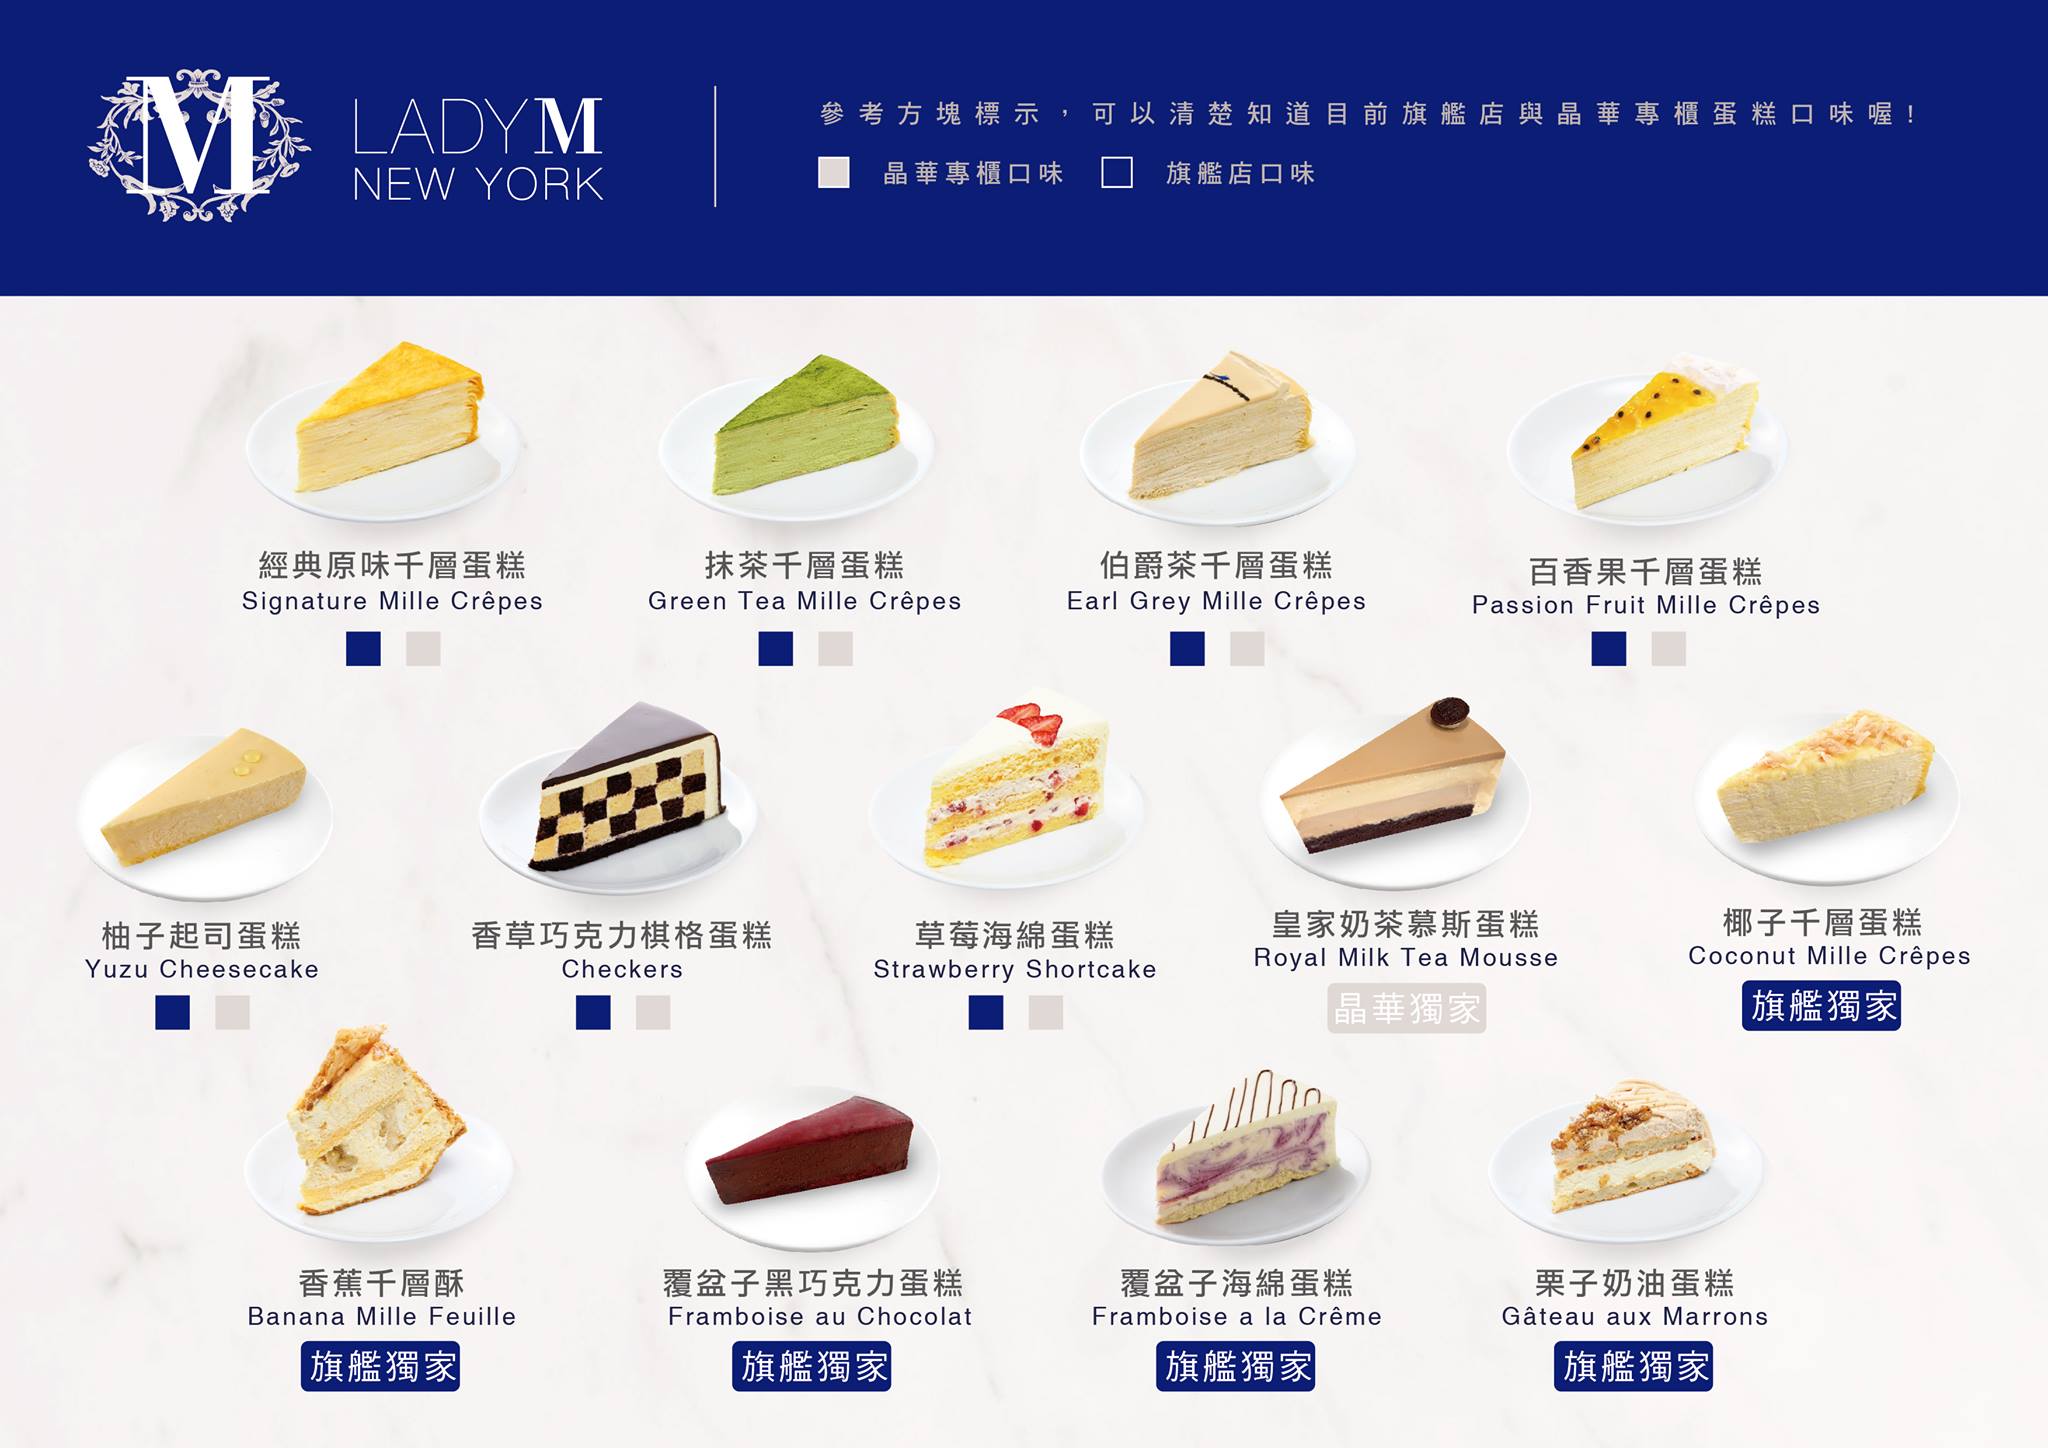 M
LADY M
NEW YORK
參考方塊標示，可以清楚知道目前旗艦店與晶華專櫃蛋糕口味喔!
晶華專櫃口味 旗艦店口味
經典原味千層蛋糕
Signature Mille Crêpes
抹茶千層蛋糕
Green Tea Mille Crêpes
伯爵茶千層蛋糕
Earl Grey Mille Crêpes
百香果千層蛋糕
Passion Fruit Mille Crêpes
柚子起司蛋糕
Yuzu Cheesecake
香草巧克力棋格蛋糕
Checkers
草莓海綿蛋糕
Strawberry Shortcake
皇家奶茶慕斯蛋糕
Royal Milk Tea Mousse
晶華獨家
椰子千層蛋糕
Coconut Mille Crêpes
旗艦獨家
香蕉千層酥
Banana Mille Feuille
旗艦獨家
覆盆子黑巧克力蛋糕
Framboise au Chocolat
旗艦獨家
覆盆子海綿蛋糕
Framboise a la Crême
旗艦獨家
栗子奶油蛋糕
Gâteau aux Marrons
旗艦獨家